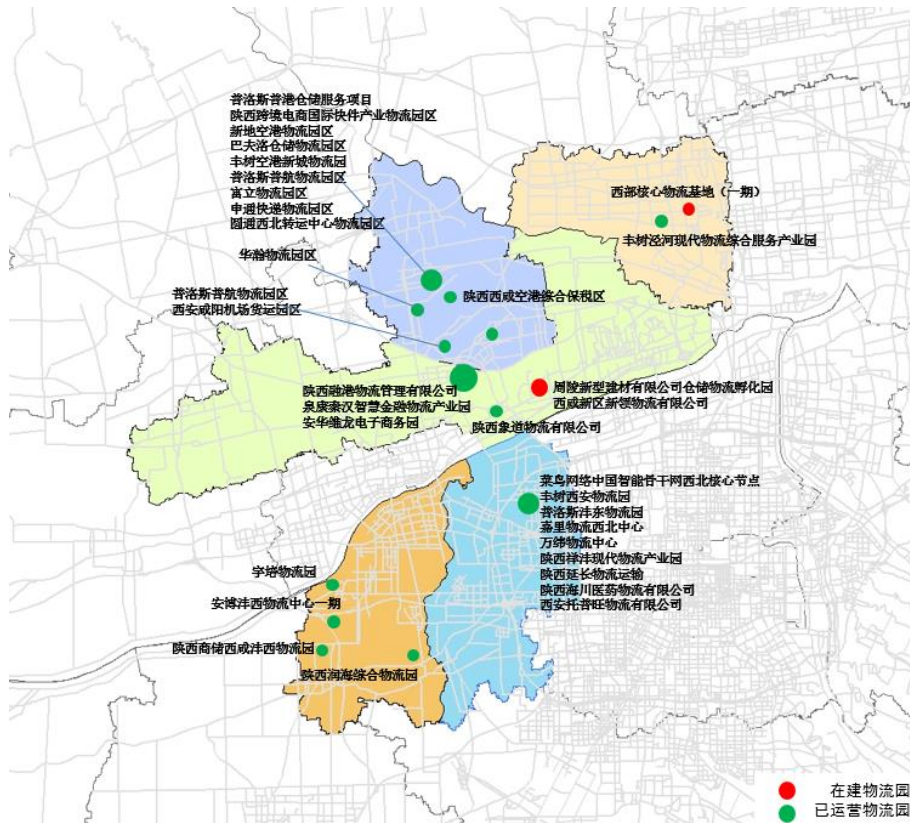 普洛斯普港仓储服务项目
陕西跨境电商国际快件产业物流园区
新地空港物流园区
巴夫洛仓储物流园区
丰树空港新城物流园
普洛斯普航物流园区
富立物流园区
申通快递物流园区
圆通西北转运中心物流园区
西部核心物流基地（一期）
丰树泾河现代物流综合服务产业园
华瀚物流园区
普洛斯普航物流园区
西安咸阳机场货运园区
陕西西咸空港综合保税区
陕西融港物流管理有限公司
泉康秦汉智慧金融物流产业园
安华维龙电子商务园
周陵新型建材有限公司仓储物流孵化园
西咸新区新领物流有限公司
陕西象道物流有限公司
菜鸟网络中国智能骨干网西北核心节点
丰树西安物流园
普洛斯沣东物流园
嘉里物流西北中心
万纬物流中心
陕西祥沣现代物流产业园
陕西延长物流运输
陕西海川医药物流有限公司
西安托普旺物流有限公司
宇培物流园
安博沣西物流中心一期
陕西商储西咸沣西物流园
陕西润海综合物流园
在建物流园
已运营物流园